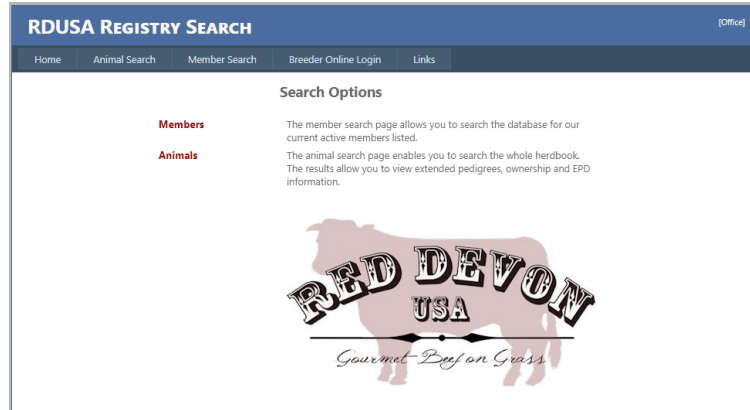 RDUSA REGISTRY SEARCH
[Office]
Home Animal Search Member Search Breeder Online Login Links
Search Options
Members The member search page allows you to search the database for our
current active members listed.
Animals The animal search page enables you to search the whole herdbook.
The results allow you to view extended pedigrees, ownership and EPD
information.
RED DEVON
USA
Gourmet Beef on Grass